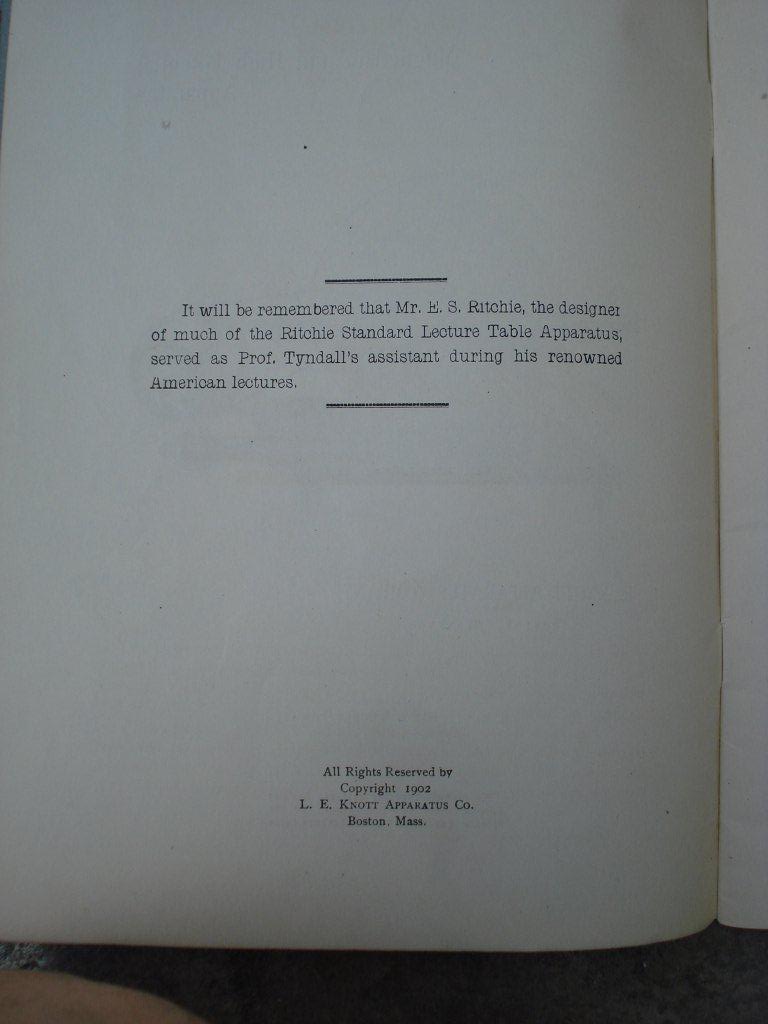 It will be remembered that Mr. E. S. Ritchie, the designer
of much of the Ritchie Standard Lecture Table Apparatus,
served as Prof. Tyndall's assistant during his renowned
American lectures.
All Rights Reserved by
Copyright 1902
L. E. Knott Apparatus Co.
Boston, Mass.